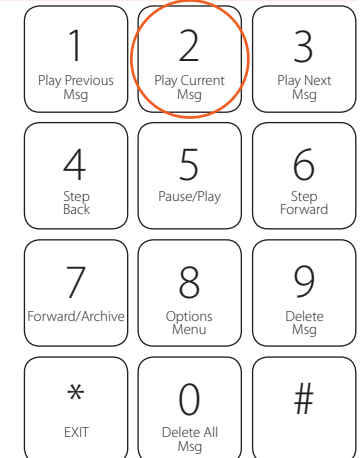 1
Play Previous
Msg
2
Play Current
Msg
3
Play Next
Msg
4
Step
Back
5
Pause/Play
6
Step
Forward
7
Forward/Archive
8
Options
Menu
9
Delete
Msg
*
EXIT
0
Delete All
Msg
#